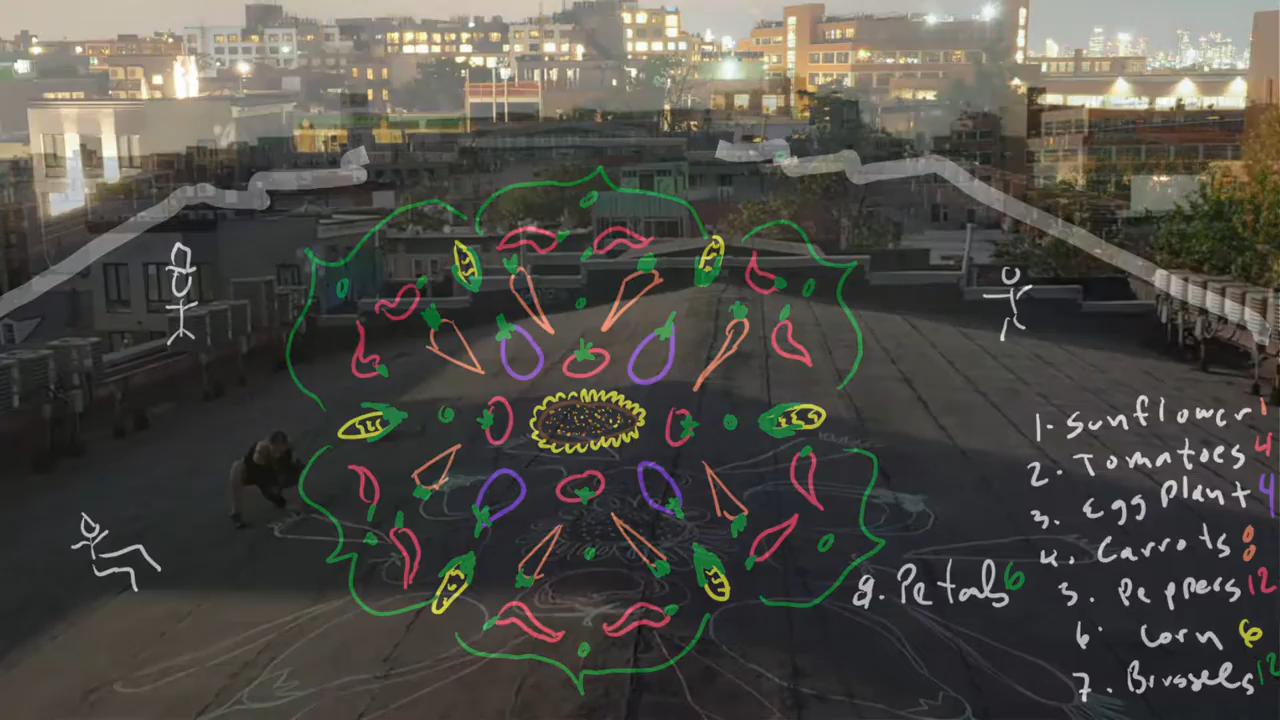 1. Sunflower 1
2. Tomatoes 4
3. Egg plant 4
4. Carrots 8
5. Peppers 12
6. Corn 6
7. Brussels 12
8. Petals 6